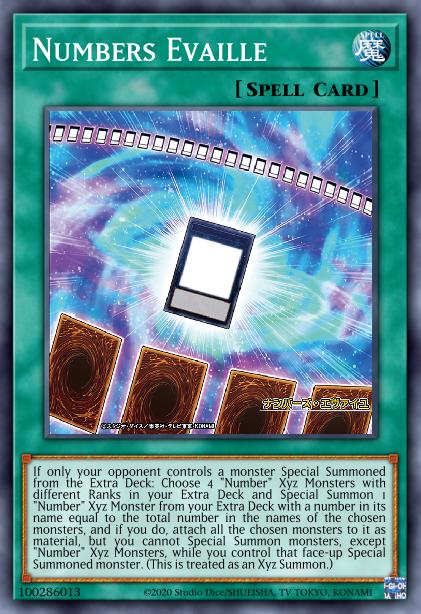 NUMBERS EVAILLE
SPELL
魔
[ SPELL CARD ]
ナンバーズ・エヴァイユ
©スタジオ・ダイス／集英社・テレビ東京・KONAMI
If only your opponent controls a monster Special Summoned
from the Extra Deck: Choose 4 "Number" Xyz Monsters with
different Ranks in your Extra Deck and Special Summon 1
"Number" Xyz Monster from your Extra Deck with a number in its
name equal to the total number in the names of the chosen
monsters, and if you do, attach all the chosen monsters to it as
material, but you cannot Special Summon monsters, except
"Number" Xyz Monsters, while you control that face-up Special
Summoned monster. (This is treated as an Xyz Summon.)
100286013
©2020 Studio Dice/SHUEISHA, TV TOKYO, KONAMI